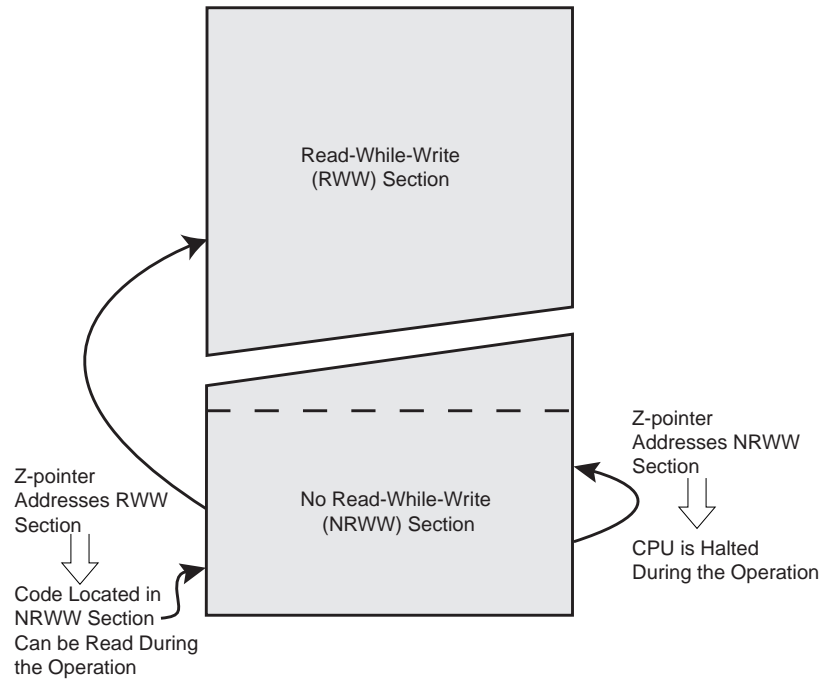 Read-While-Write
(RWW) Section
Z-pointer
Addresses NRWW
Section
Z-pointer
Addresses RWW
Section
No Read-While-Write
(NRWW) Section
CPU is Halted
During the Operation
Code Located in
NRWW Section
Can be Read During
the Operation